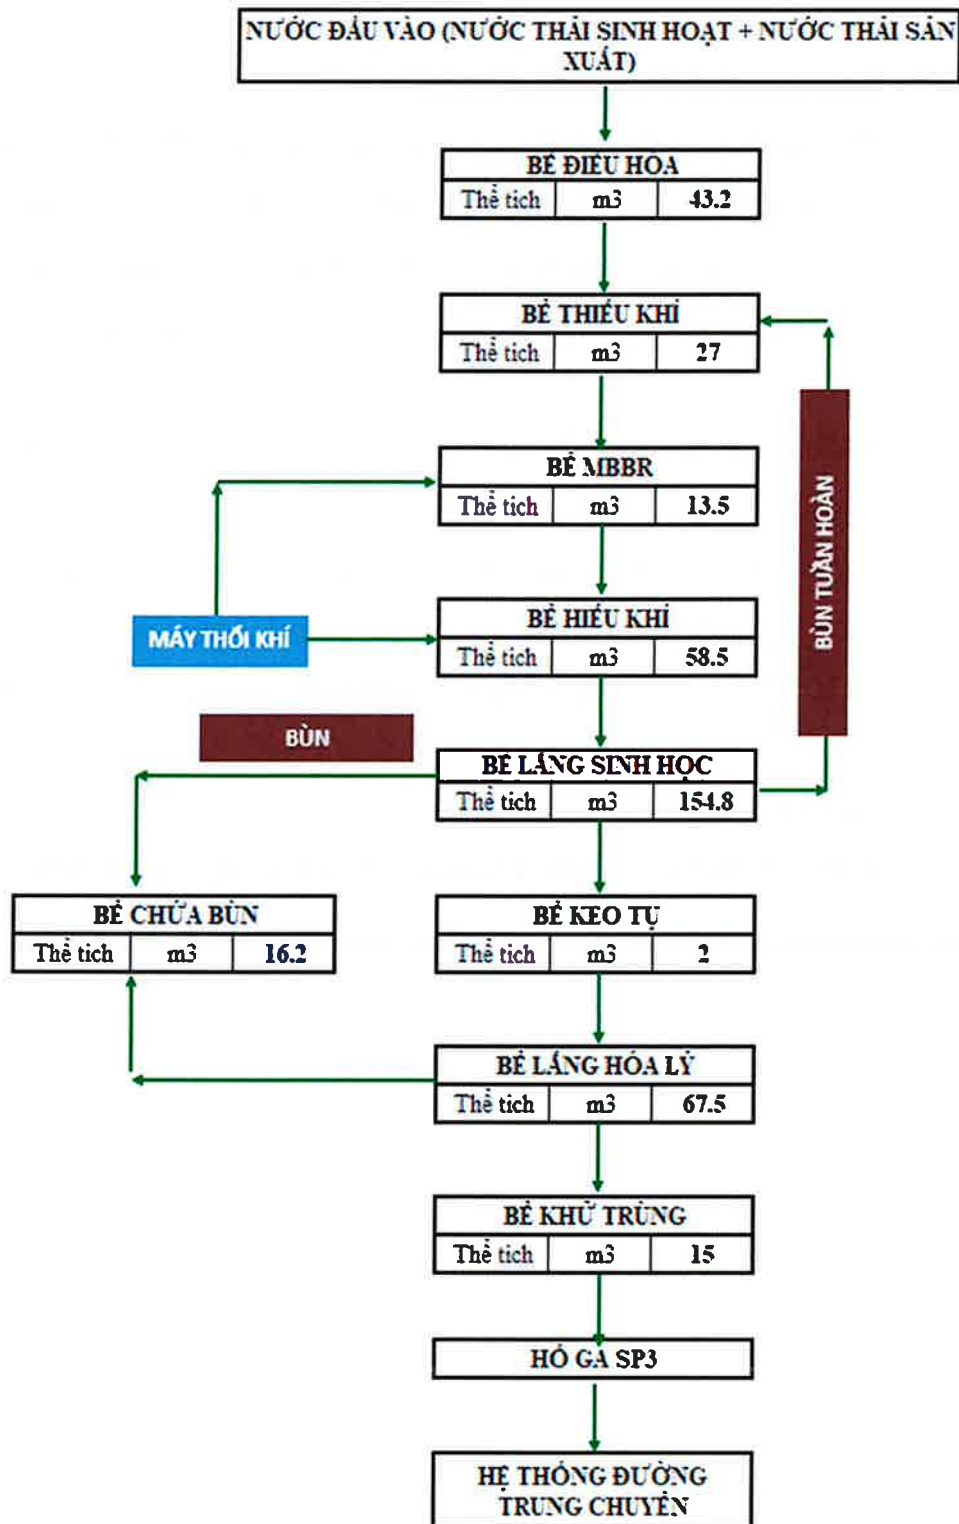 NƯỚC ĐẦU VÀO (NƯỚC THẢI SINH HOẠT + NƯỚC THẢI SẢN
XUẤT)
BỂ ĐIỀU HÒA
Thể tích m3 43.2
BỂ THIẾU KHÍ
Thể tích m3 27
BỂ MBBR
Thể tích m3 13.5
BÙN TUẦN HOÀN
MÁY THỔI KHÍ
BỂ HIẾU KHÍ
Thể tích m3 58.5
BÙN
BỂ LẮNG SINH HỌC
Thể tích m3 154.8
BỂ CHỨA BÙN
Thể tích m3 16.2
BỂ KEO TỤ
Thể tích m3 2
BỂ LẮNG HÓA LÝ
Thể tích m3 67.5
BỂ KHỬ TRÙNG
Thể tích m3 15
HỐ GA SP3
HỆ THỐNG ĐƯỜNG
TRUNG CHUYỂN